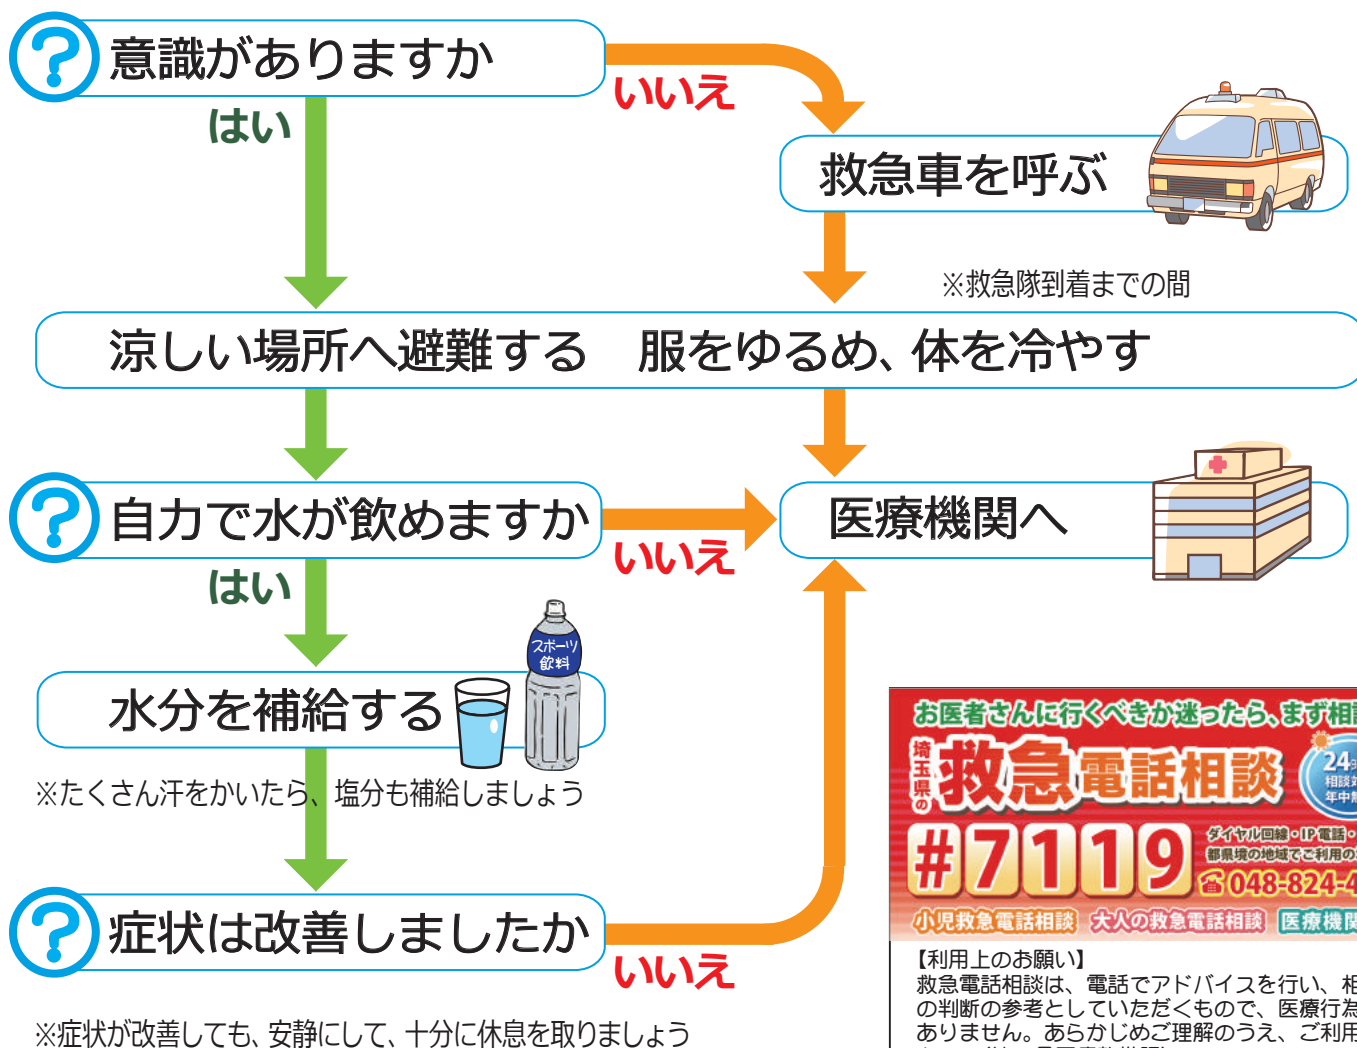 意識がありますか
いいえ
はい
救急車を呼ぶ
※救急隊到着までの間
涼しい場所へ避難する　服をゆるめ、体を冷やす
自力で水が飲めますか
いいえ
はい
医療機関へ
スポーツ
飲料
水分を補給する
※たくさん汗をかいたら、塩分も補給しましょう
症状は改善しましたか
いいえ
※症状が改善しても、安静にして、十分に休息を取りましょう
お医者さんに行くべきか迷ったら、まず相
埼玉県の
救急電話相談
24
相談
年中
#7119
ダイヤル回線・IP電話・
都県境の地域でご利用の
☎048-824-4
小児救急電話相談 大人の救急電話相談 医療機関
【利用上のお願い】
救急電話相談は、電話でアドバイスを行い、相
の判断の参考としていただくもので、医療行為
ありません。あらかじめご理解のうえ、ご利用